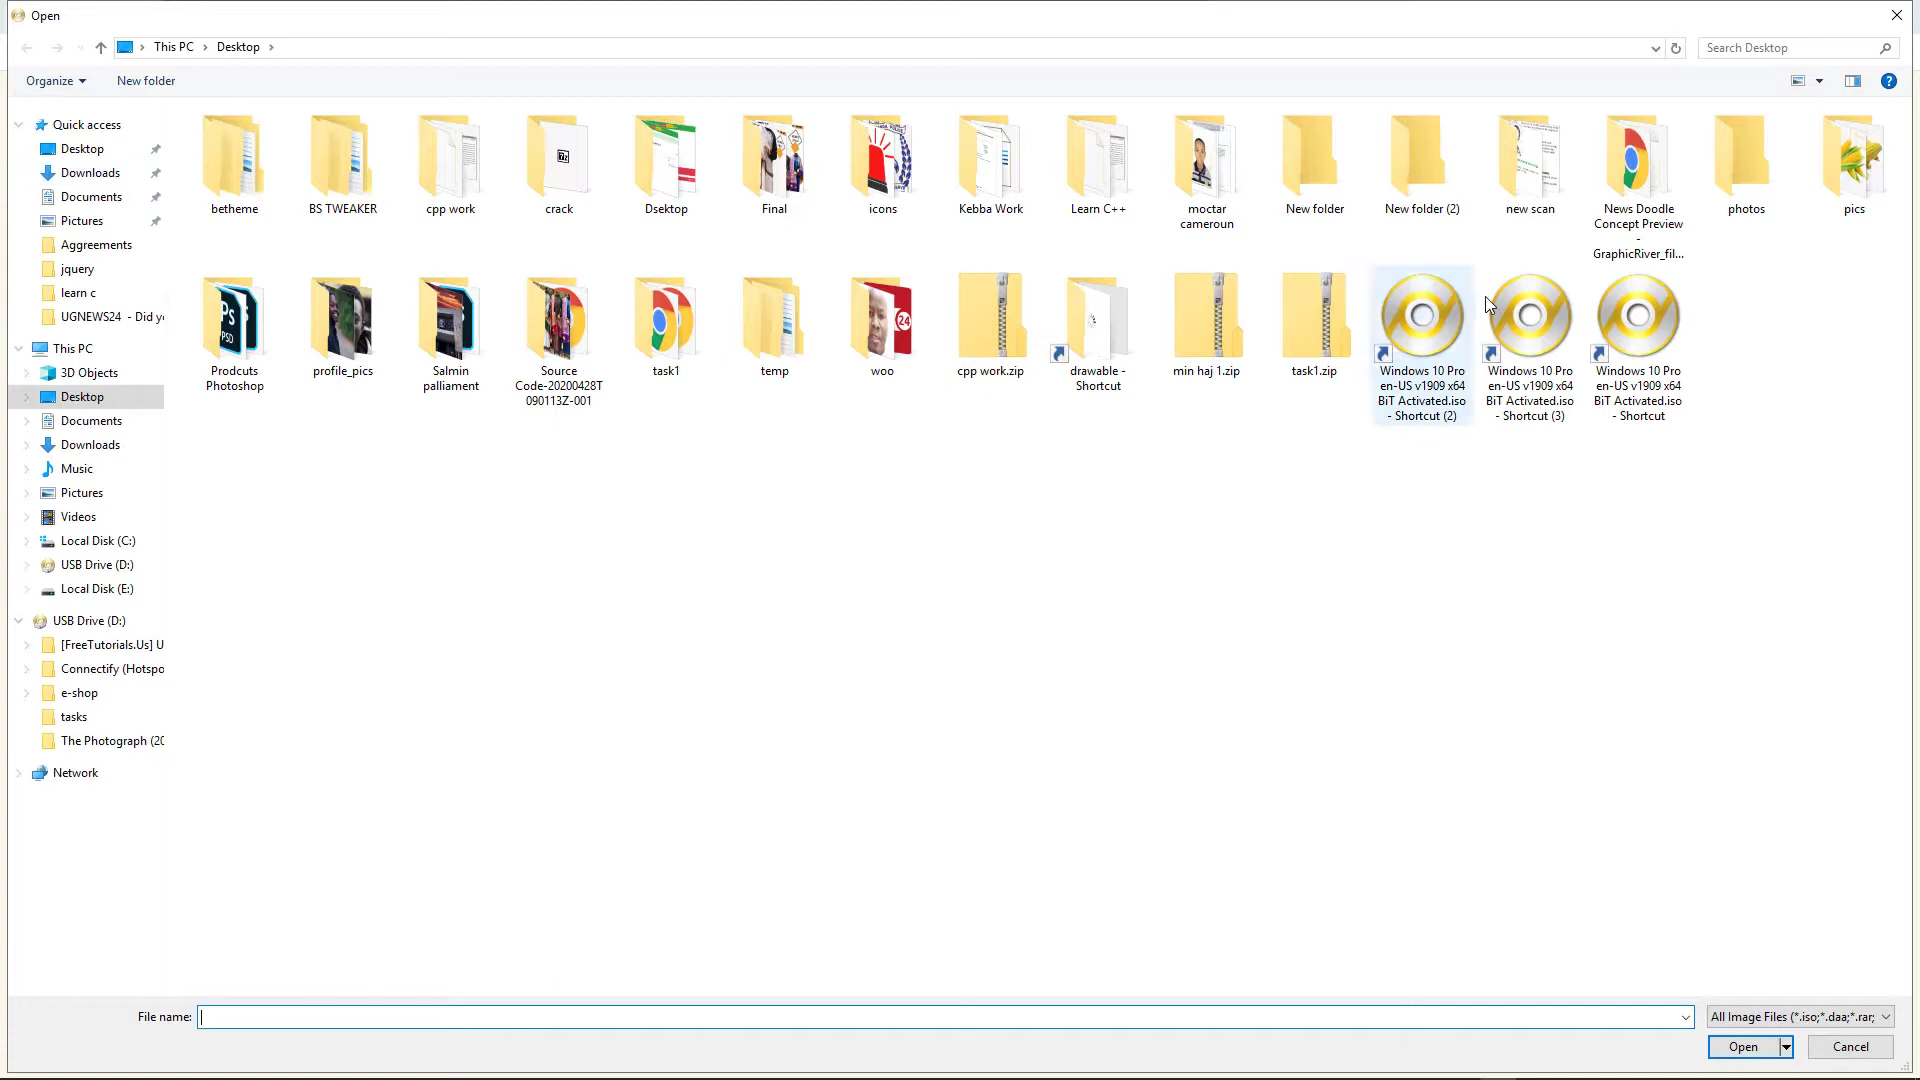 Open
This PC
Desktop
Search Desktop
Organize
New folder
Quick access
Desktop
Downloads
Documents
Pictures
Aggreements
jquery
learn c
UGNEWS24 - Did yo
This PC
3D Objects
Desktop
Documents
Downloads
Music
Pictures
Videos
Local Disk (C:)
USB Drive (D:)
Local Disk (E:)
USB Drive (D:)
[FreeTutorials.Us] U
Connectify (Hotspo
e-shop
tasks
The Photograph (20
Network
betheme
BS TWEAKER
cpp work
crack
Dsektop
Final
icons
Kebba Work
Learn C++
moctar
cameroun
New folder
New folder (2)
new scan
News Doodle
Concept Preview
-
GraphicRiver_fil...
photos
pics
Prodcuts
Photoshop
profile_pics
Salmin
palliament
Source
Code-20200428T
090113Z-001
task1
temp
woo
cpp work.zip
drawable -
Shortcut
min haj 1.zip
task1.zip
Windows 10 Pro
en-US v1909 x64
BiT Activated.iso
- Shortcut (2)
Windows 10 Pro
en-US v1909 x64
BiT Activated.iso
- Shortcut (3)
Windows 10 Pro
en-US v1909 x64
BiT Activated.iso
- Shortcut
File name:
All Image Files (*.iso;*.daa;*.rar;
Open
Cancel